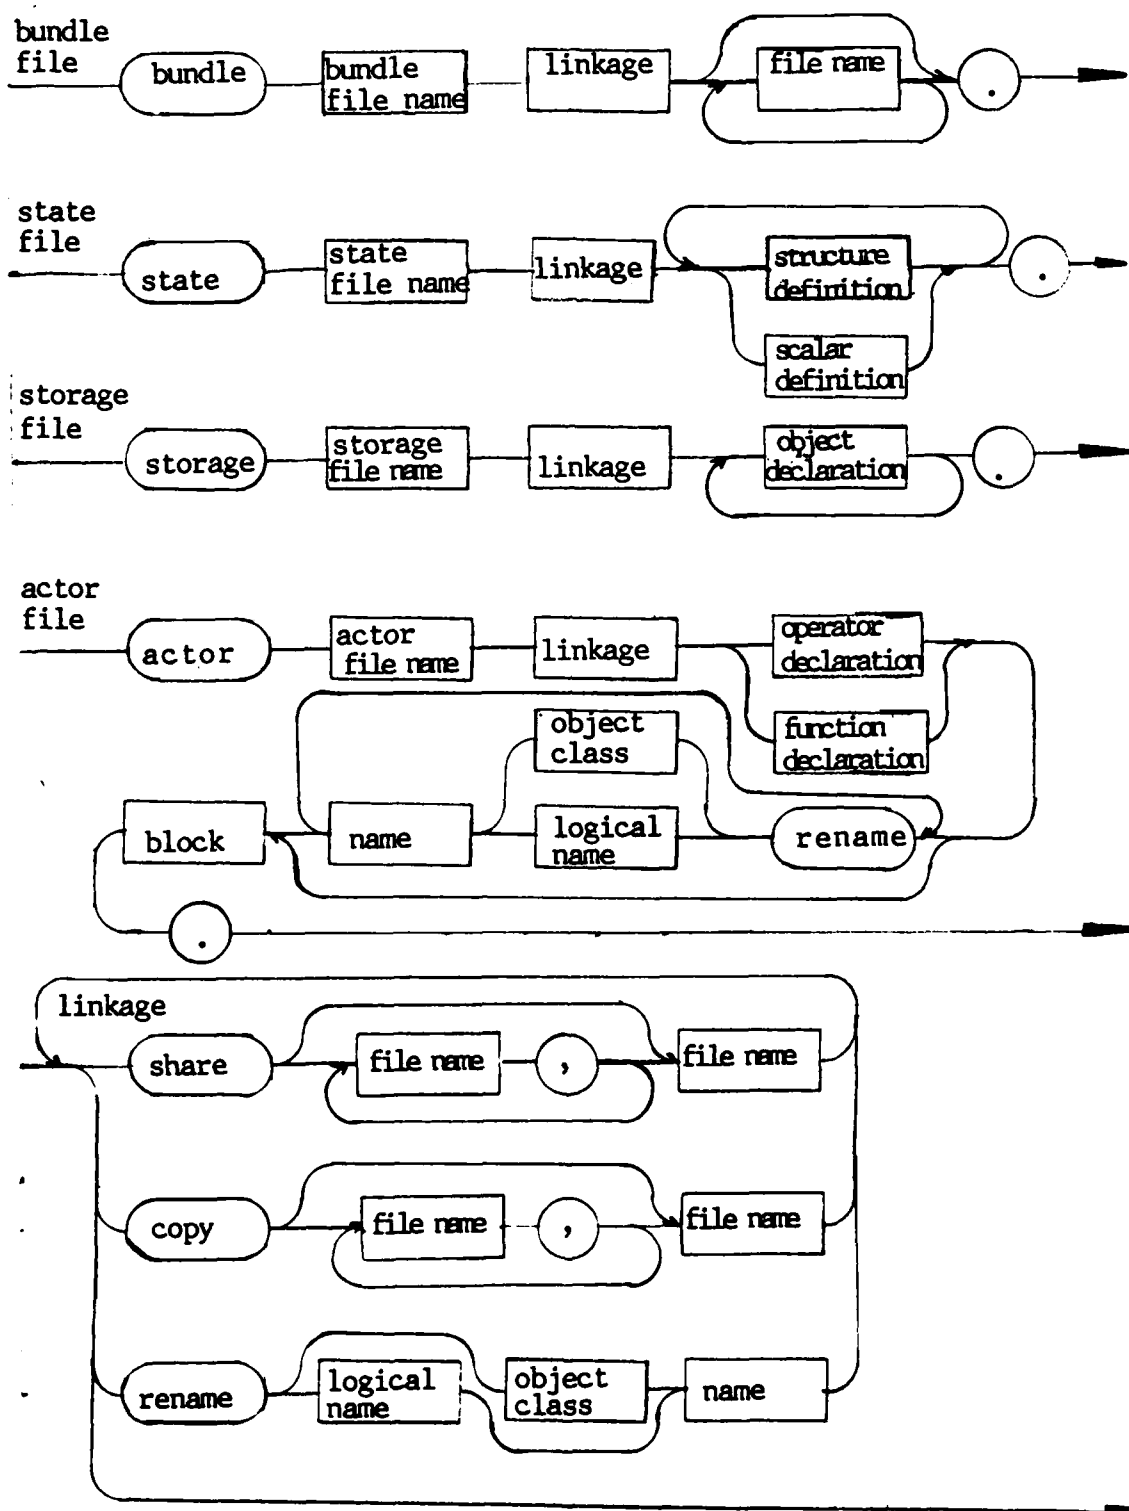 bundle
file
bundle
bundle
file name
linkage
file name
.
state
file
state
state
file name
linkage
structure
definition
scalar
definition
.
storage
file
storage
storage
file name
linkage
object
declaration
.
actor
file
actor
actor
file name
linkage
operator
declaration
function
declaration
object
class
block
name
logical
name
rename
.
linkage
share
file name
,
file name
copy
file name
,
file name
rename
logical
name
object
class
name